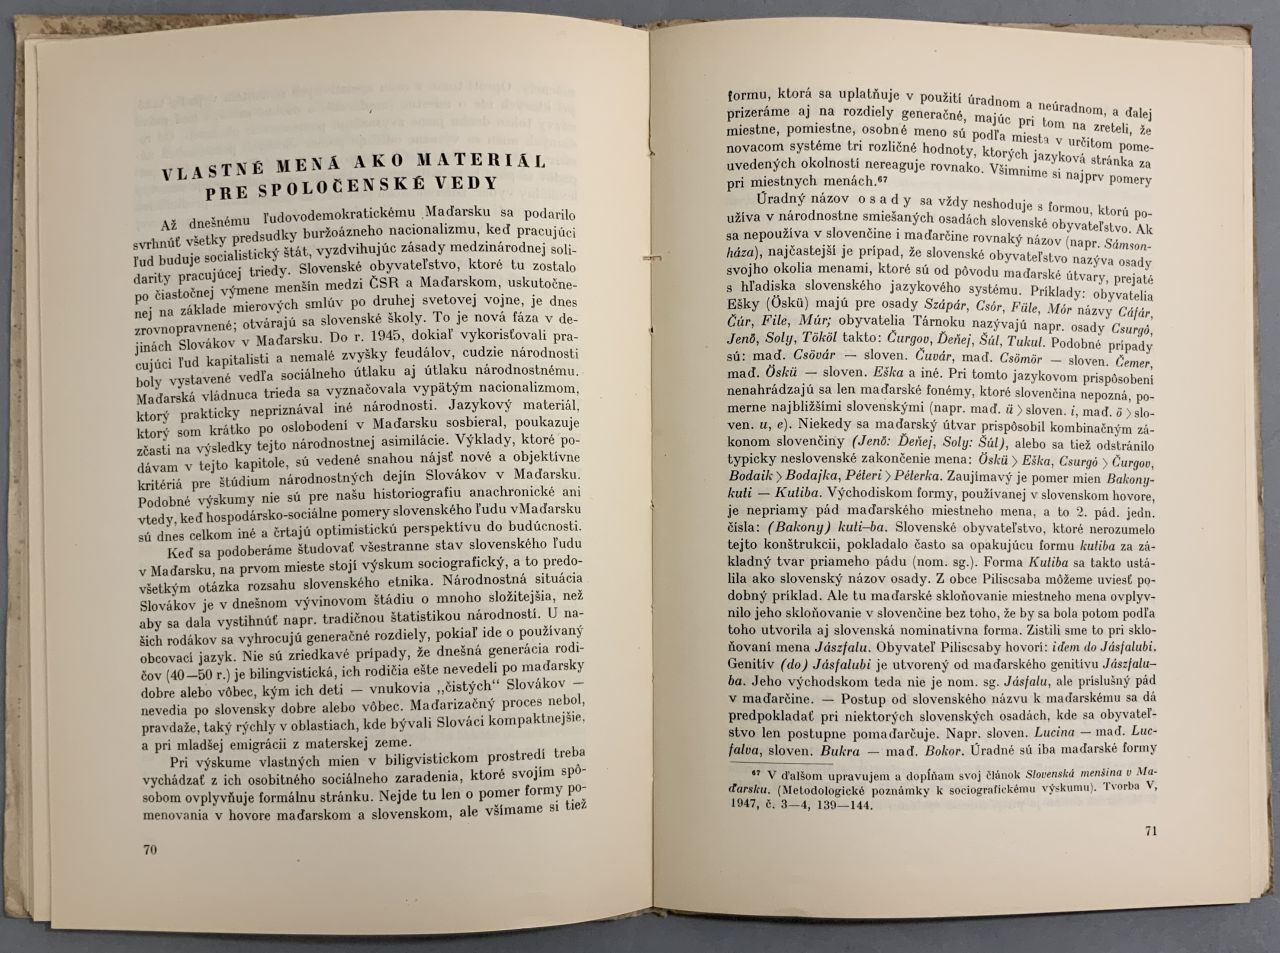 VLASTNÉ MENÁ AKO MATERIÁL
PRE SPOLOČENSKÉ VEDY
Až dnešnému ľudovodemokratickému Maďarsku sa podarilo
svrhnúť všetky predsudky buržoázneho nacionalizmu, keď pracujúci
ľud buduje socialistický štát, vyzdvihujúc zásady medzinárodnej soli-
darity pracujúcej triedy. Slovenské obyvateľstvo, ktoré tu zostalo
po čiastočnej výmene menšín medzi ČSR a Maďarskom, uskutočne-
nej na základe mierových smlúv po druhej svetovej vojne, je dnes
zrovnoprávnené; otvárajú sa slovenské školy. To je nová fáza v de-
jinách Slovákov v Maďarsku. Do r. 1945, dokiaľ vykorisťovali pra-
cujúci ľud kapitalisti a nemalé zvyšky feudálov, cudzie národnosti
boly vystavené vedľa sociálneho útlaku aj útlaku národnostnému.
Maďarská vládnuca trieda sa vyznačovala vypätým nacionalizmom,
ktorý prakticky nepriznával iné národnosti. Jazykový materiál,
ktorý som krátko po oslobodení v Maďarsku sosbieral, poukazuje
zčasti na výsledky tejto národnostnej asimilácie. Výklady, ktoré po-
dávam v tejto kapitole, sú vedené snahou nájsť nové a objektívne
kritériá pre štúdium národnostných dejín Slovákov v Maďarsku.
Podobné výskumy nie sú pre našu historiografiu anachronické ani
vtedy, keď hospodársko-sociálne pomery slovenského ľudu vMaďarsku
sú dnes celkom iné a črtajú optimistickú perspektívu do budúcnosti.
Keď sa podoberáme študovať všestranne stav slovenského ľudu
v Maďarsku, na prvom mieste stojí výskum sociografický, a to predo-
všetkým otázka rozsahu slovenského etnika. Národnostná situácia
Slovákov je v dnešnom vývinovom štádiu o mnoho složitejšia, než
aby sa dala vystihnúť napr. tradičnou štatistikou národností. U na-
šich rodákov sa vyhrocujú generačné rozdiely, pokiaľ ide o používaný
obcovací jazyk. Nie sú zriedkavé prípady, že dnešná generácia rodi-
čov (40—50 r.) je bilingvistická, ich rodičia ešte nevedeli po maďarsky
dobre alebo vôbec, kým ich deti — vnukovia „čistých“ Slovákov —
nevedia po slovensky dobre alebo vôbec. Maďarizačný proces nebol,
pravdaže, taký rýchly v oblastiach, kde bývali Slováci kompaktnejšie,
a pri mladšej emigrácii z materskej zeme.
Pri výskume vlastných mien v biligvistickom prostredí treba
vychádzať z ich osobitného sociálneho zaradenia, ktoré svojím spô-
sobom ovplyvňuje formálnu stránku. Nejde tu len o pomer formy po-
menovania v hovore maďarskom a slovenskom, ale všímame si tiež
70
formu, ktorá sa uplatňuje v použití úradnom a neúradnom, a ďalej
prizeráme aj na rozdiely generačné, majúc pri tom na zreteli, že
miestne, pomiestne, osobné meno sú podľa miesta v určitom pome-
novacom systéme tri rozličné hodnoty, ktorých jazyková stránka za
uvedených okolností nereaguje rovnako. Všimnime si najprv pomery
pri miestnych menách.⁶⁷
Úradný názov osady sa vždy neshoduje s formou, ktorú po-
užíva v národnostne smiešaných osadách slovenské obyvateľstvo. Ak
sa nepoužíva v slovenčine i maďarčine rovnaký názov (napr. Sámson-
háza), najčastejší je prípad, že slovenské obyvateľstvo nazýva osady
svojho okolia menami, ktoré sú od pôvodu maďarské útvary, prejaté
s hľadiska slovenského jazykového systému. Príklady: obyvatelia
Ešky (Öskü) majú pre osady Szápár, Csór, Füle, Mór názvy Cáfár,
Čúr, File, Múr; obyvatelia Tárnoku nazývajú napr. osady Csurgó,
Jenő, Soly, Tököl takto: Čurgov, Ďeňej, Šúl, Tukul. Podobné prípady
sú: maď. Csövár — sloven. Čuvár, maď. Csömör — sloven. Čemer,
maď. Öskü — sloven. Eška a iné. Pri tomto jazykovom prispôsobení
nenahrádzajú sa len maďarské fonémy, ktoré slovenčina nepozná, po-
merne najbližšími slovenskými (napr. maď. ü > sloven. i, maď. ö > slo-
ven. u, e). Niekedy sa maďarský útvar prispôsobil kombinačným zá-
konom slovenčiny (Jenő: Ďeňej, Soly: Šúl), alebo sa tiež odstránilo
typicky neslovenské zakončenie mena: Öskü > Eška, Csurgó > Čurgov,
Bodaik > Bodajka, Péteri > Péterka. Zaujímavý je pomer mien Bakony-
kuti — Kutiba. Východiskom formy, používanej v slovenskom hovore,
je nepriamy pád maďarského miestneho mena, a to 2. pád. jedn.
čísla: (Bakony) kuti-ba. Slovenské obyvateľstvo, ktoré nerozumelo
tejto konštrukcii, pokladalo často sa opakujúcu formu kutiba za zá-
kladný tvar priameho pádu (nom. sg.). Forma Kutiba sa takto ustá-
lila ako slovenský názov osady. Z obce Piliscsaba môžeme uviesť po-
dobný príklad. Ale tu maďarské skloňovanie miestneho mena ovplyv-
nilo jeho skloňovanie v slovenčine bez toho, že by sa bola potom podľa
toho utvorila aj slovenská nominatívna forma. Zistili sme to pri sklo-
ňovaní mena Jászfalu. Obyvateľ Piliscsaby hovorí: iďem do Jásfalubi.
Genitív (do) Jásfalubi je utvorený od maďarského genitívu Jászfalu-
ba. Jeho východskom teda nie je nom. sg. Jásfalu, ale príslušný pád
v maďarčine. — Postup od slovenského názvu k maďarskému sa dá
predpokladať pri niektorých slovenských osadách, kde sa obyvateľ-
stvo len postupne pomaďarčuje. Napr. sloven. Lucina — maď. Luc-
falva, sloven. Bukra — maď. Bokor. Úradné sú iba maďarské formy
⁶⁷ V ďalšom upravujem a dopĺňam svoj článok Slovenská menšina v Ma-
ďarsku. (Metodologické poznámky k sociografickému výskumu). Tvorba V,
1947, č. 3—4, 139—144.
71